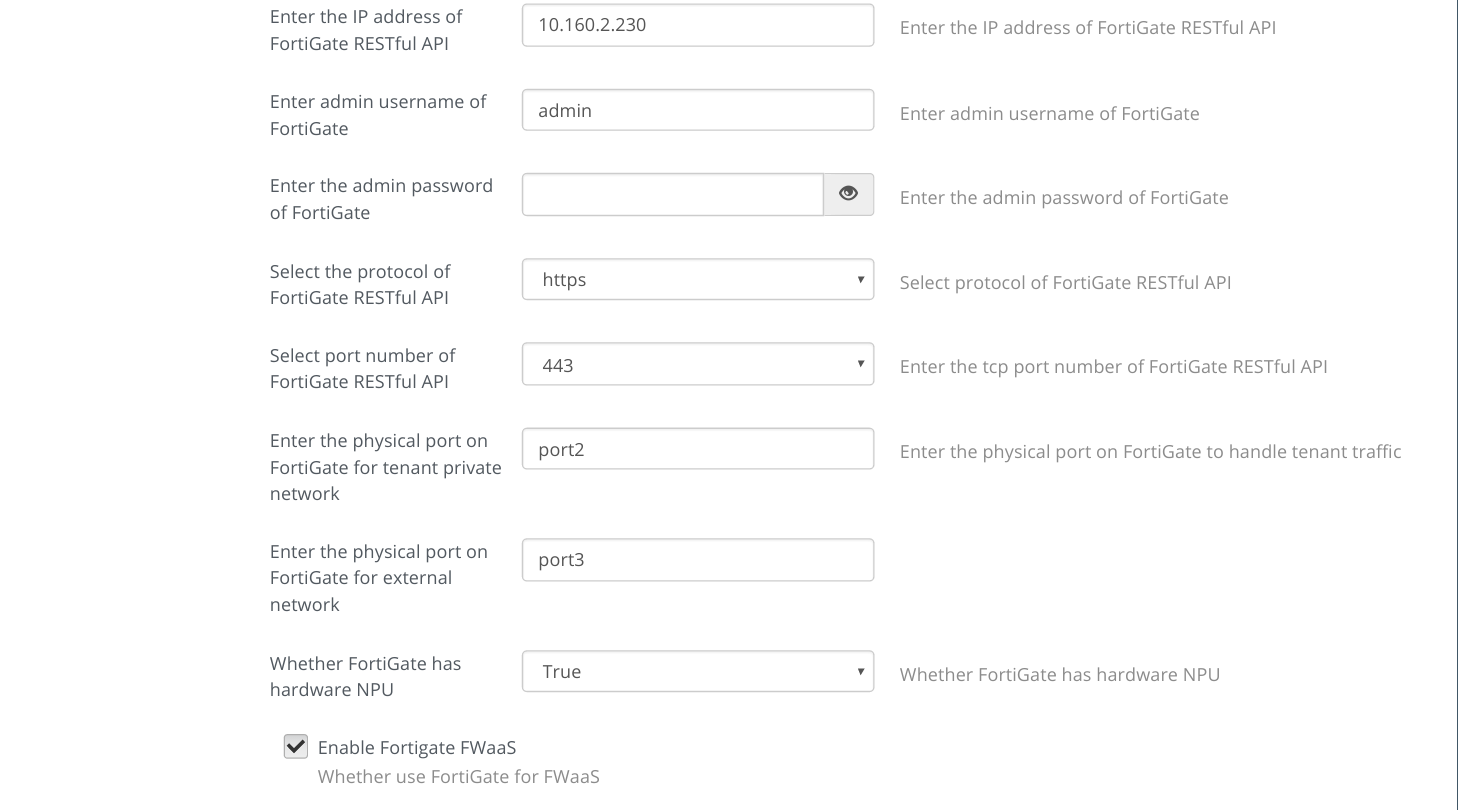 Enter the IP address of
FortiGate RESTful API
10.160.2.230
Enter the IP address of FortiGate RESTful API
Enter admin username of
FortiGate
admin
Enter admin username of FortiGate
Enter the admin password
of FortiGate
Enter the admin password of FortiGate
Select the protocol of
FortiGate RESTful API
https
Select protocol of FortiGate RESTful API
Select port number of
FortiGate RESTful API
443
Enter the tcp port number of FortiGate RESTful API
Enter the physical port on
FortiGate for tenant private
network
port2
Enter the physical port on FortiGate to handle tenant traffic
Enter the physical port on
FortiGate for external
network
port3
Whether FortiGate has
hardware NPU
True
Whether FortiGate has hardware NPU
Enable Fortigate FWaaS
Whether use FortiGate for FWaaS